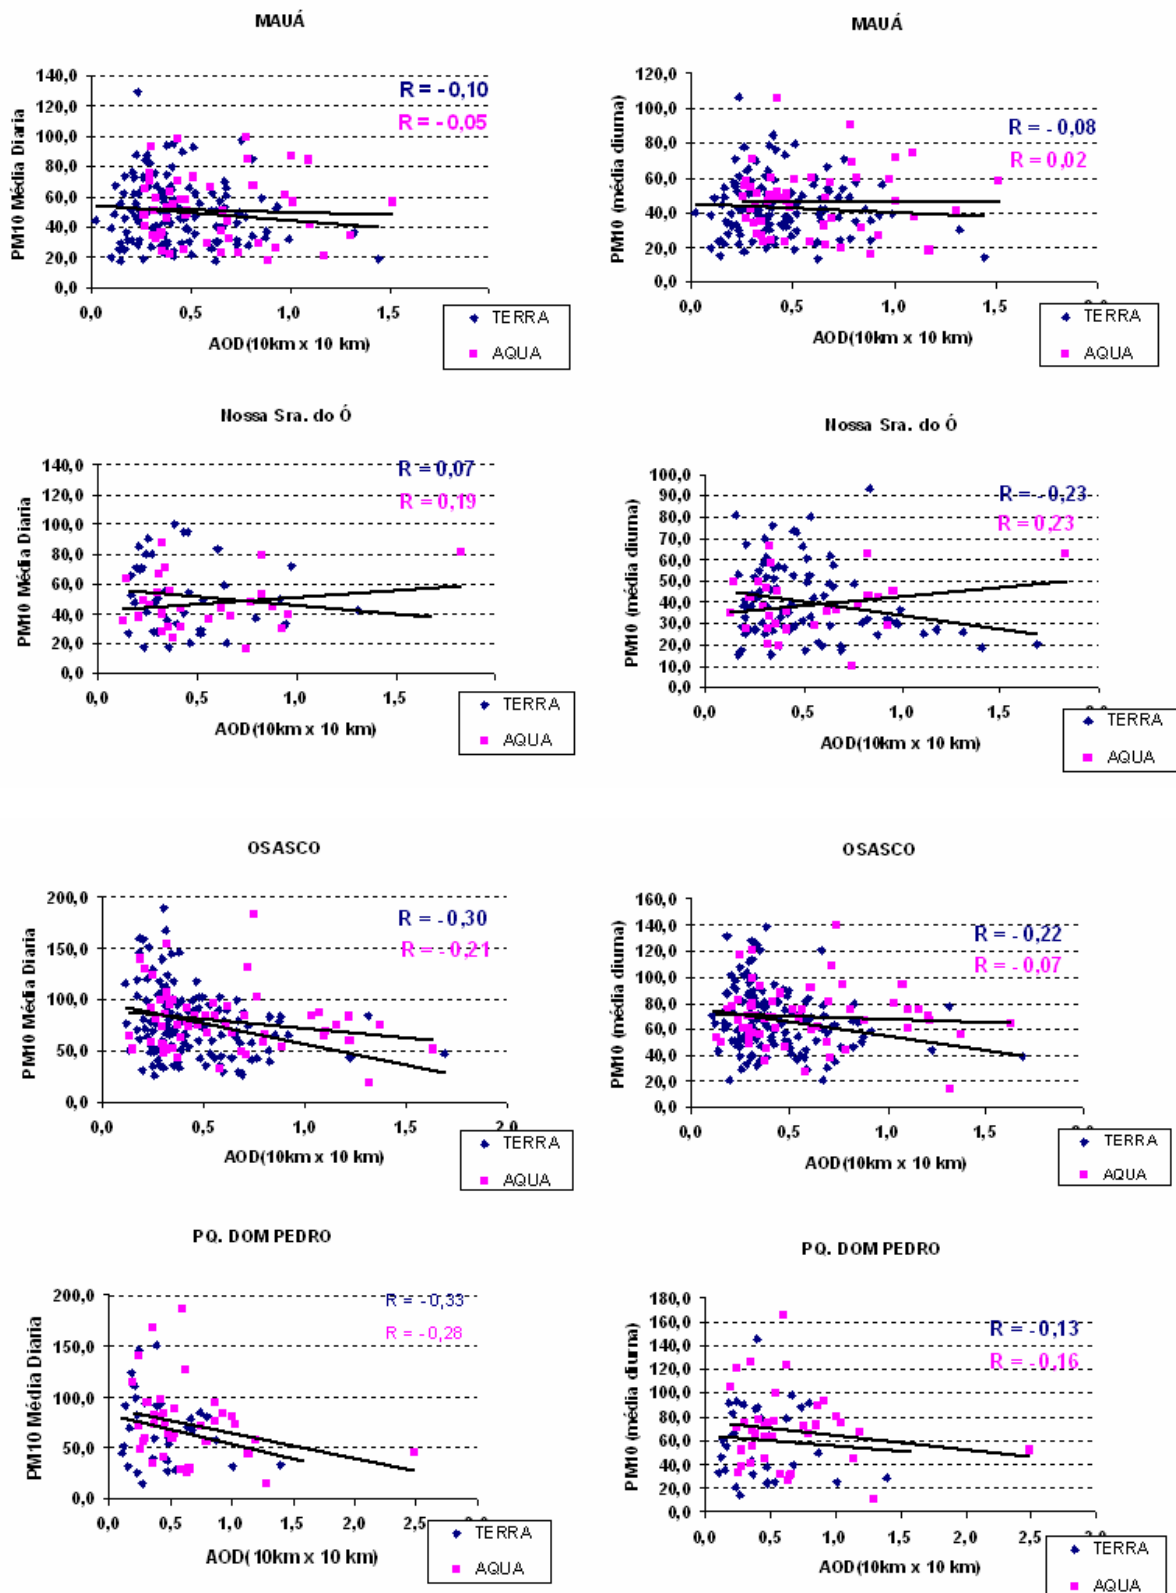 MAUÁ
PM10 Média Diaria
140,0
120,0
100,0
80,0
60,0
40,0
20,0
0,0
R = -0,10
R = -0,05
0,0 0,5 1,0 1,5
AOD(10km x 10 km)
TERRA
AQUA
MAUÁ
PM10 (média diurna)
120,0
100,0
80,0
60,0
40,0
20,0
0,0
R = -0,08
R = 0,02
0,0 0,5 1,0 1,5
AOD(10km x 10 km)
TERRA
AQUA
Nossa Sra. do Ó
PM10 Média Diaria
140,0
120,0
100,0
80,0
60,0
40,0
20,0
0,0
R = 0,07
R = 0,19
0,0 0,5 1,0 1,5
AOD(10km x 10 km)
TERRA
AQUA
Nossa Sra. do Ó
PM10 (média diurna)
100,0
90,0
80,0
70,0
60,0
50,0
40,0
30,0
20,0
10,0
0,0
R = -0,23
R = 0,23
0,0 0,5 1,0 1,5
AOD(10km x 10 km)
TERRA
AQUA
OSASCO
PM10 Média Diaria
200,0
150,0
100,0
50,0
0,0
R = -0,30
R = -0,21
0,0 0,5 1,0 1,5 2,0
AOD(10km x 10 km)
TERRA
AQUA
OSASCO
PM10 (média diurna)
160,0
140,0
120,0
100,0
80,0
60,0
40,0
20,0
0,0
R = -0,22
R = -0,07
0,0 0,5 1,0 1,5
AOD(10km x 10 km)
TERRA
AQUA
PQ. DOM PEDRO
PM10 Média Diaria
200,0
150,0
100,0
50,0
0,0
R = -0,33
R = -0,28
0,0 0,5 1,0 1,5 2,0 2,5
AOD(10km x 10 km)
TERRA
AQUA
PQ. DOM PEDRO
PM10 (média diurna)
180,0
160,0
140,0
120,0
100,0
80,0
60,0
40,0
20,0
0,0
R = -0,13
R = -0,16
0,0 0,5 1,0 1,5 2,0 2,5
AOD(10km x 10 km)
TERRA
AQUA